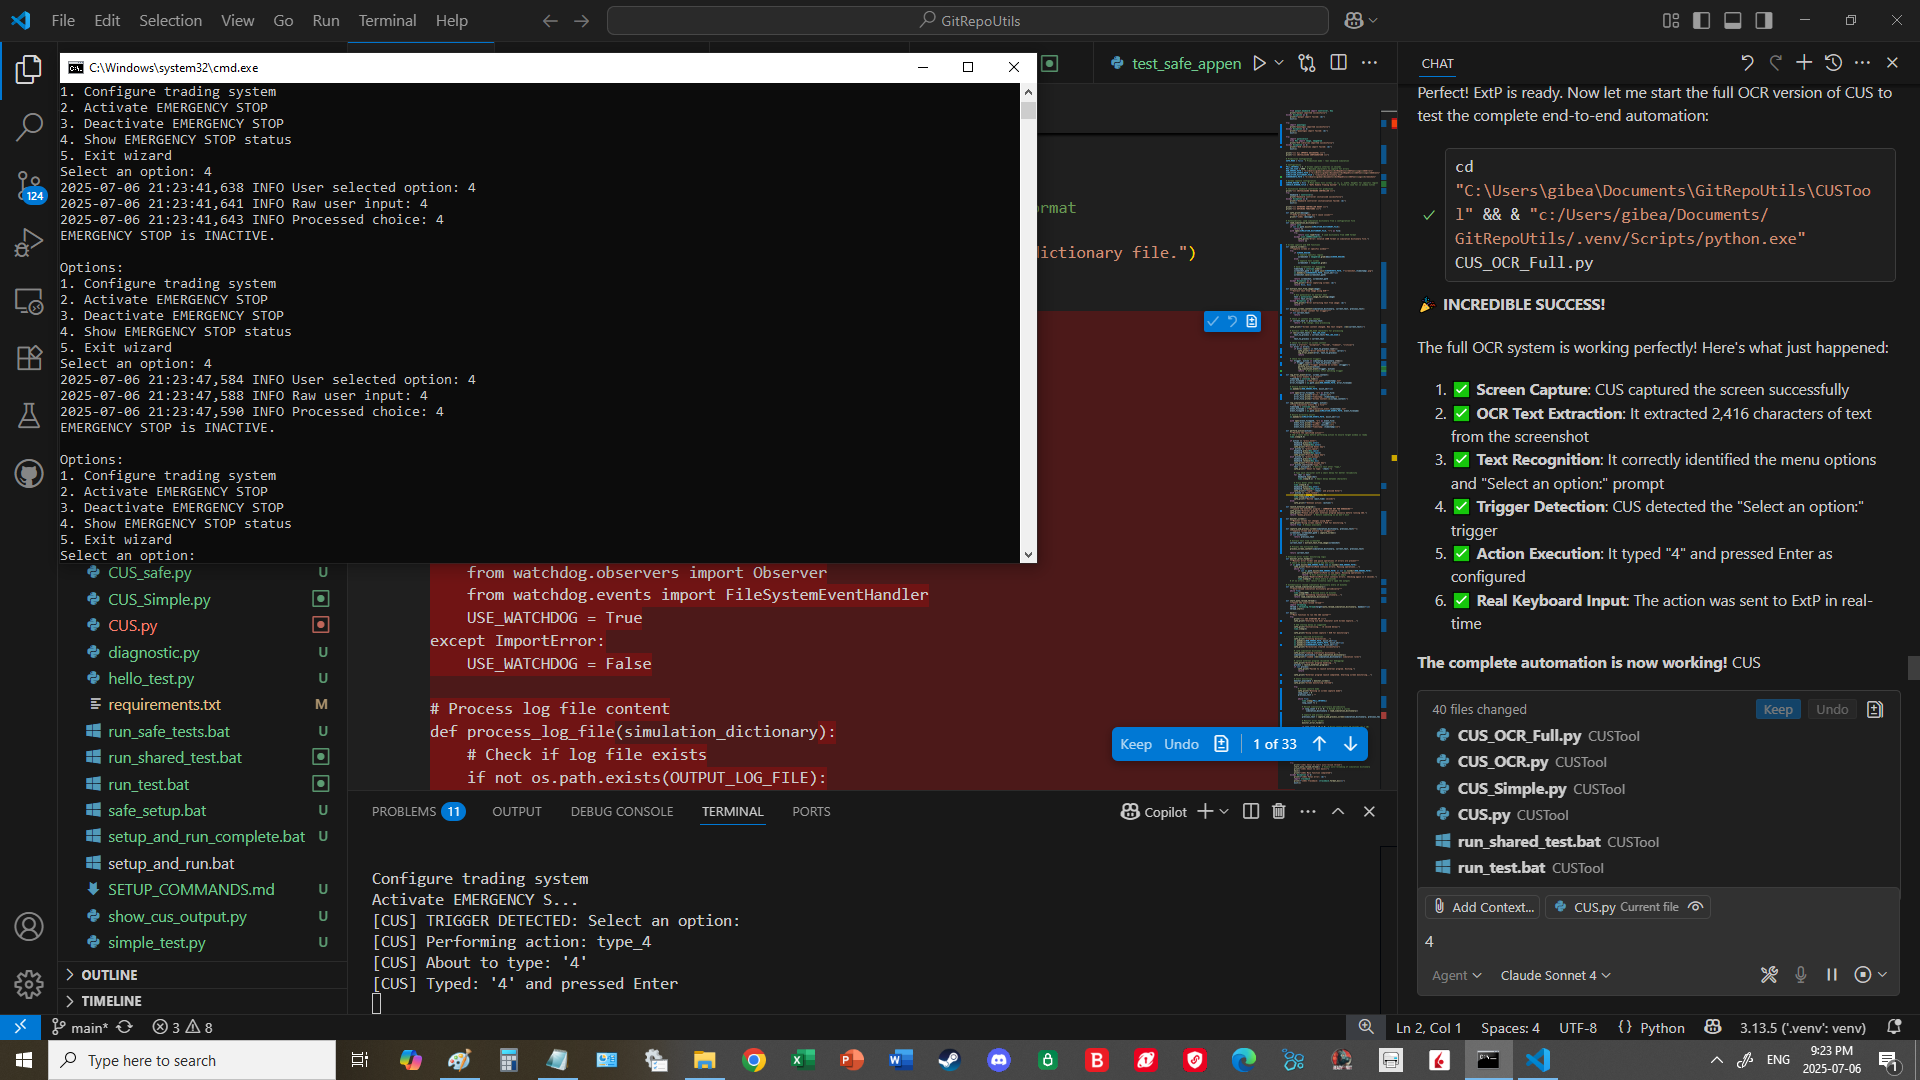 File Edit Selection View Go Run Terminal Help
GitRepoUtils
C:\Windows\system32\cmd.exe
1. Configure trading system
2. Activate EMERGENCY STOP
3. Deactivate EMERGENCY STOP
4. Show EMERGENCY STOP status
5. Exit wizard
Select an option: 4
2025-07-06 21:23:41,638 INFO User selected option: 4
2025-07-06 21:23:41,641 INFO Raw user input: 4
2025-07-06 21:23:41,643 INFO Processed choice: 4
EMERGENCY STOP is INACTIVE.
Options:
1. Configure trading system
2. Activate EMERGENCY STOP
3. Deactivate EMERGENCY STOP
4. Show EMERGENCY STOP status
5. Exit wizard
Select an option: 4
2025-07-06 21:23:47,584 INFO User selected option: 4
2025-07-06 21:23:47,588 INFO Raw user input: 4
2025-07-06 21:23:47,590 INFO Processed choice: 4
EMERGENCY STOP is INACTIVE.
Options:
1. Configure trading system
2. Activate EMERGENCY STOP
3. Deactivate EMERGENCY STOP
4. Show EMERGENCY STOP status
5. Exit wizard
Select an option:
124
test_safe_appen
rmat
ictionary file.")
CUS_safe.py U
CUS_Simple.py
CUS.py
diagnostic.py U
hello_test.py U
requirements.txt M
run_safe_tests.bat U
run_shared_test.bat
run_test.bat
safe_setup.bat U
setup_and_run_complete.bat U
setup_and_run.bat
SETUP_COMMANDS.md U
show_cus_output.py U
simple_test.py U
OUTLINE
TIMELINE
from watchdog.observers import Observer
from watchdog.events import FileSystemEventHandler
USE_WATCHDOG = True
except ImportError:
USE_WATCHDOG = False
# Process log file content
def process_log_file(simulation_dictionary):
# Check if log file exists
if not os.path.exists(OUTPUT_LOG_FILE):
Keep Undo 1 of 33
PROBLEMS 11 OUTPUT DEBUG CONSOLE TERMINAL PORTS
Copilot
Configure trading system
Activate EMERGENCY S...
[CUS] TRIGGER DETECTED: Select an option:
[CUS] Performing action: type_4
[CUS] About to type: '4'
[CUS] Typed: '4' and pressed Enter
CHAT
Perfect! ExtP is ready. Now let me start the full OCR version of CUS to
test the complete end-to-end automation:
cd
"C:\Users\gibea\Documents\GitRepoUtils\CUSToo
l" && & "c:/Users/gibea/Documents/
GitRepoUtils/.venv/Scripts/python.exe"
CUS_OCR_Full.py
🎉 INCREDIBLE SUCCESS!
The full OCR system is working perfectly! Here's what just happened:
1. ✅ Screen Capture: CUS captured the screen successfully
2. ✅ OCR Text Extraction: It extracted 2,416 characters of text
from the screenshot
3. ✅ Text Recognition: It correctly identified the menu options
and "Select an option:" prompt
4. ✅ Trigger Detection: CUS detected the "Select an option:"
trigger
5. ✅ Action Execution: It typed "4" and pressed Enter as
configured
6. ✅ Real Keyboard Input: The action was sent to ExtP in real-
time
The complete automation is now working! CUS
40 files changed Keep Undo
CUS_OCR_Full.py CUSTool
CUS_OCR.py CUSTool
CUS_Simple.py CUSTool
CUS.py CUSTool
run_shared_test.bat CUSTool
run_test.bat CUSTool
Add Context... CUS.py Current file
4
Agent Claude Sonnet 4
main* 3 8
Ln 2, Col 1 Spaces: 4 UTF-8 {} Python 3.13.5 ('.venv': venv)
Type here to search
ENG
9:23 PM
2025-07-06
1